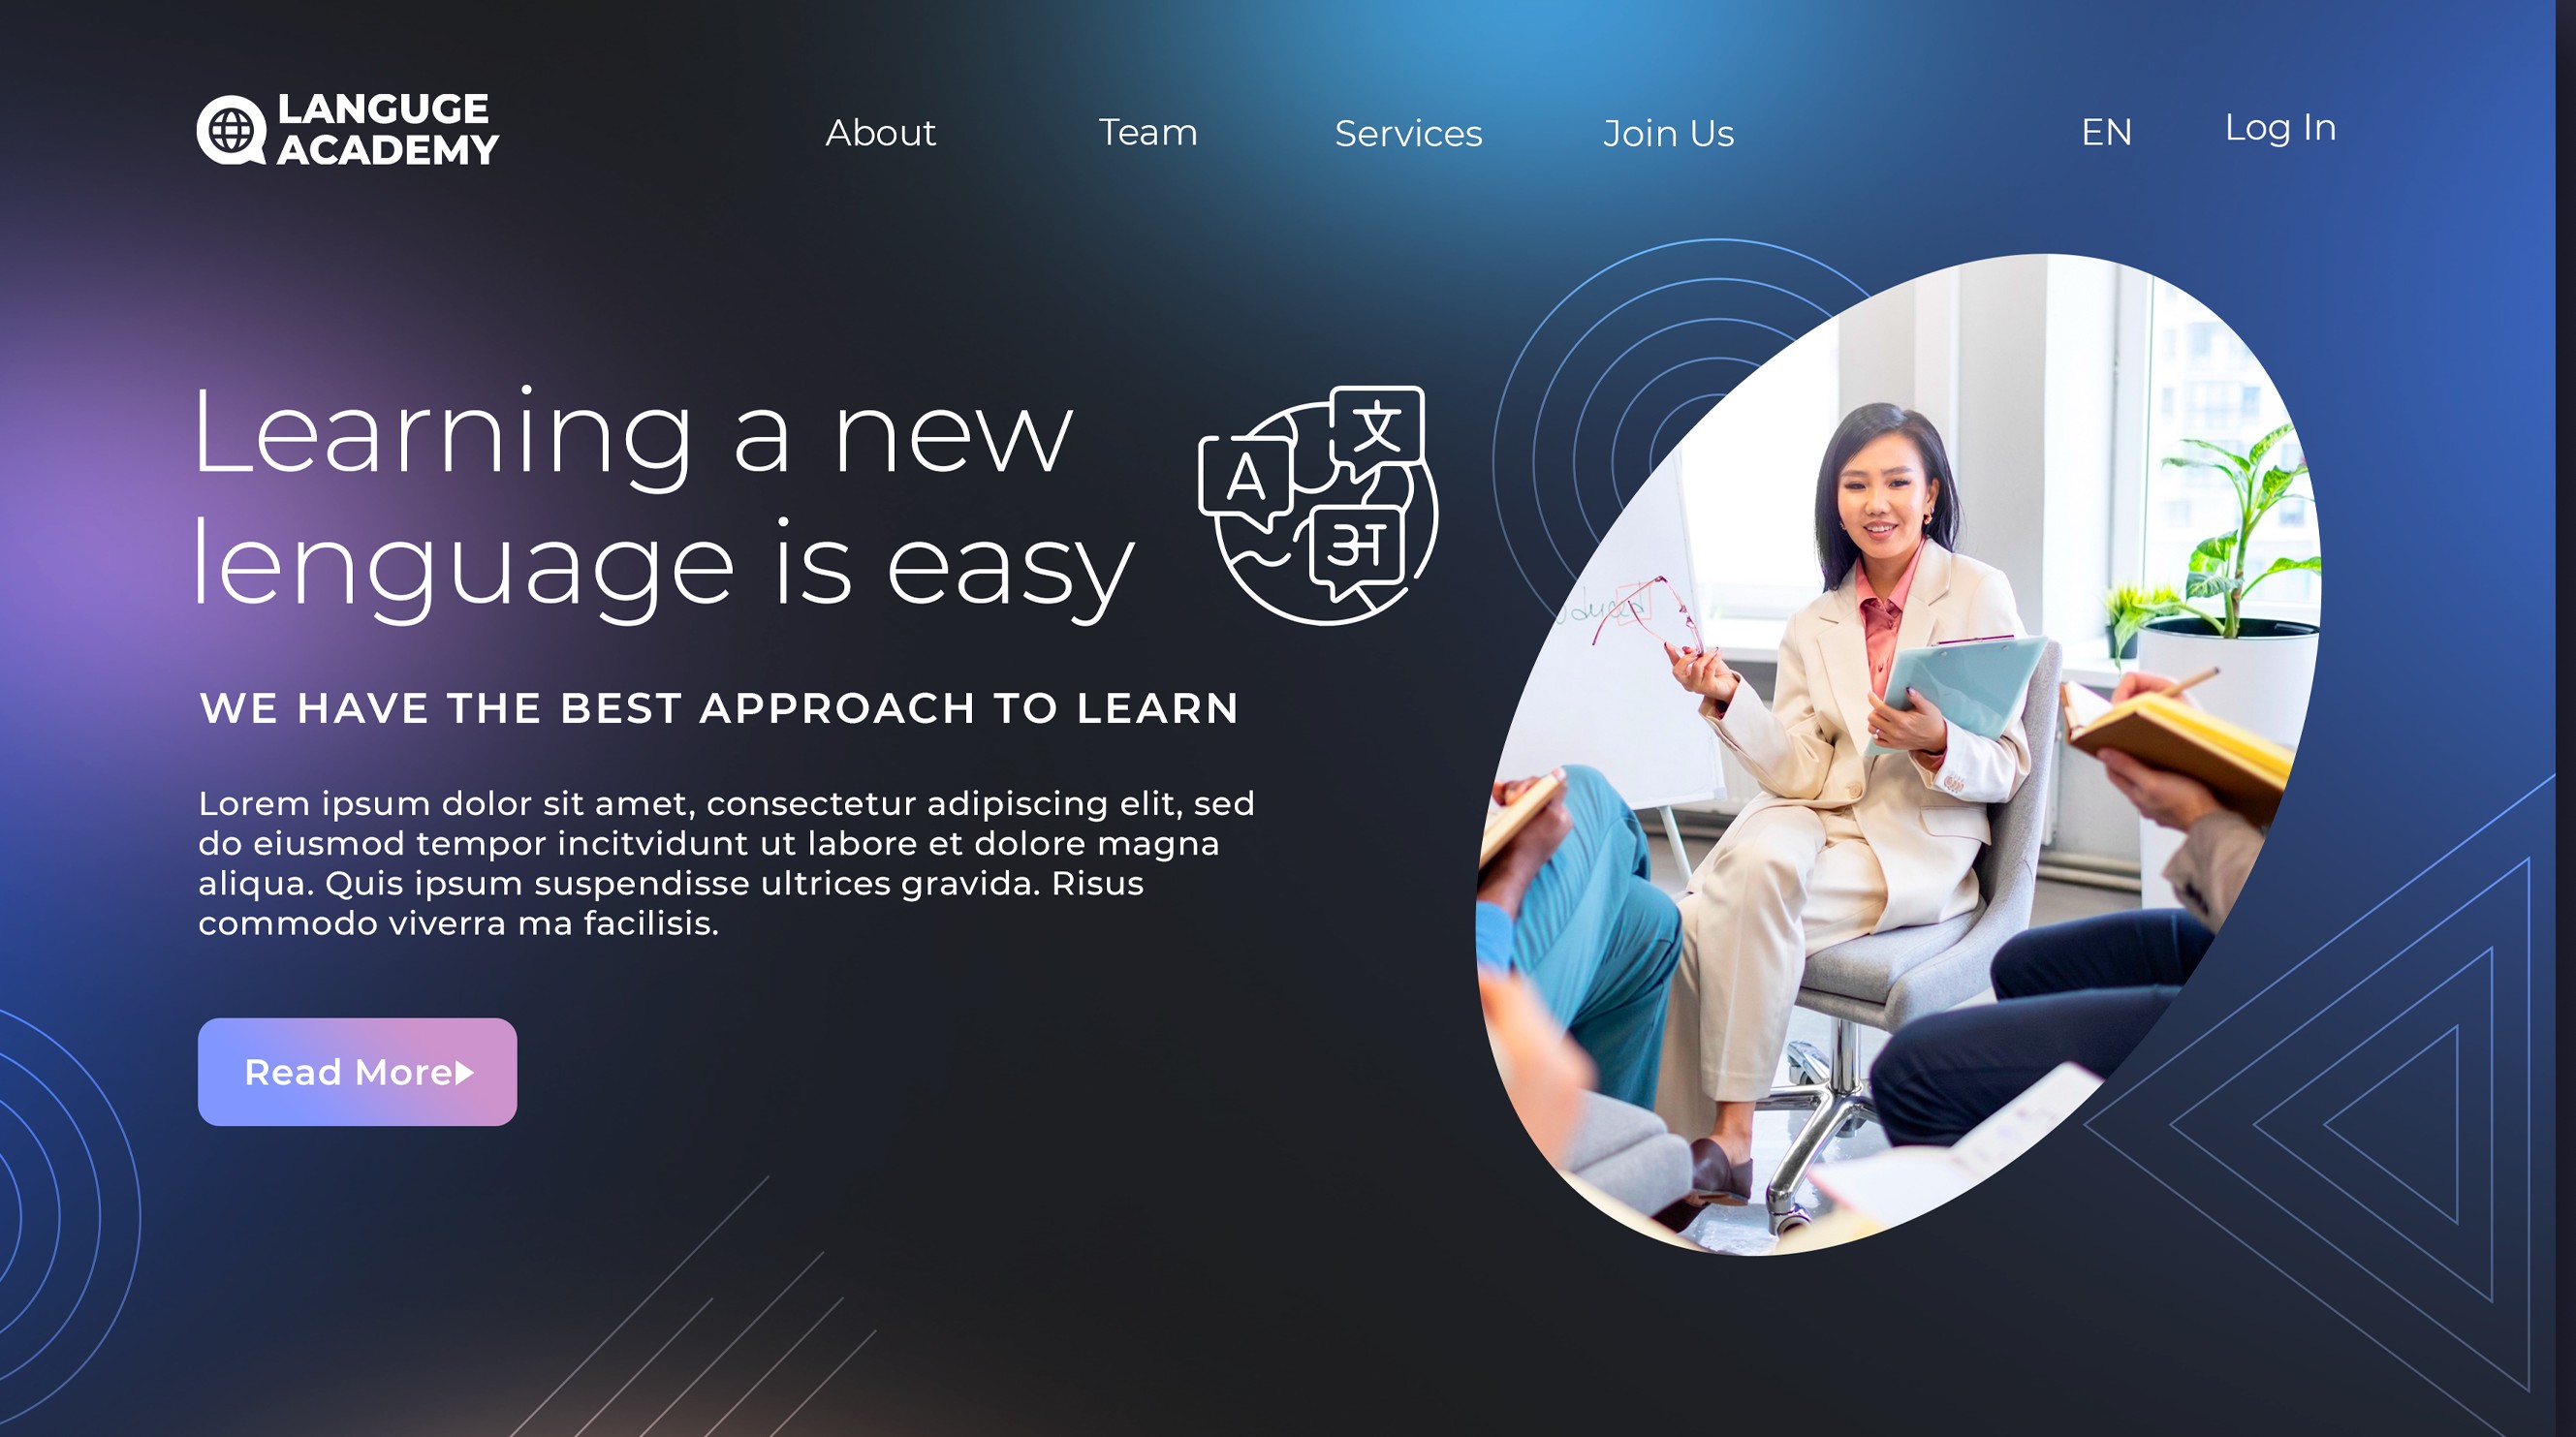 LANGUGE
ACADEMY
About Team Services Join Us EN Log In
Learning a new
lenguage is easy
A 文 अ
WE HAVE THE BEST APPROACH TO LEARN
Lorem ipsum dolor sit amet, consectetur adipiscing elit, sed
do eiusmod tempor incitvidunt ut labore et dolore magna
aliqua. Quis ipsum suspendisse ultrices gravida. Risus
commodo viverra ma facilisis.
Read More